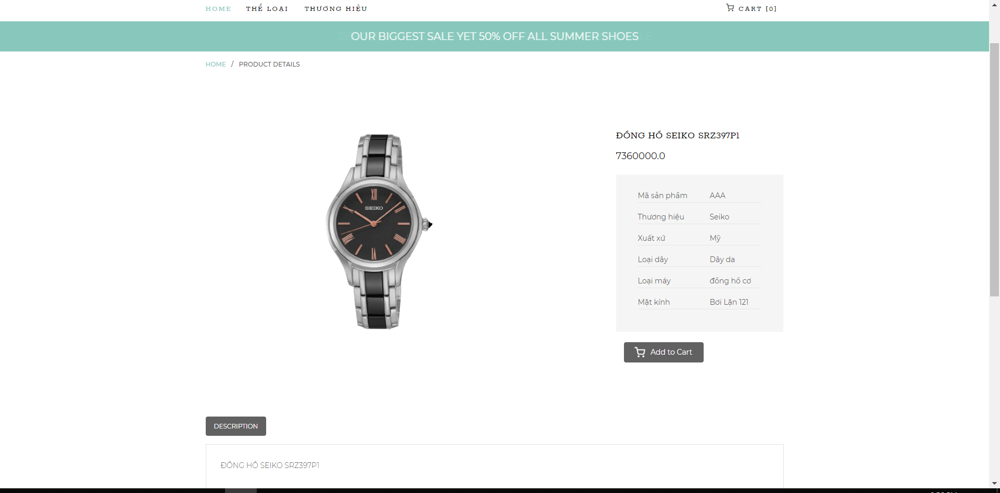 HOME THỂ LOẠI THƯƠNG HIỆU CART [0]
OUR BIGGEST SALE YET 50% OFF ALL SUMMER SHOES
HOME / PRODUCT DETAILS
SEIKO
ĐỒNG HỒ SEIKO SRZ397P1
7360000.0
Mã sản phẩm AAA
Thương hiệu Seiko
Xuất xứ Mỹ
Loại dây Dây da
Loại máy đồng hồ cơ
Mặt kính Bơi Lặn 121
Add to Cart
DESCRIPTION
ĐỒNG HỒ SEIKO SRZ397P1